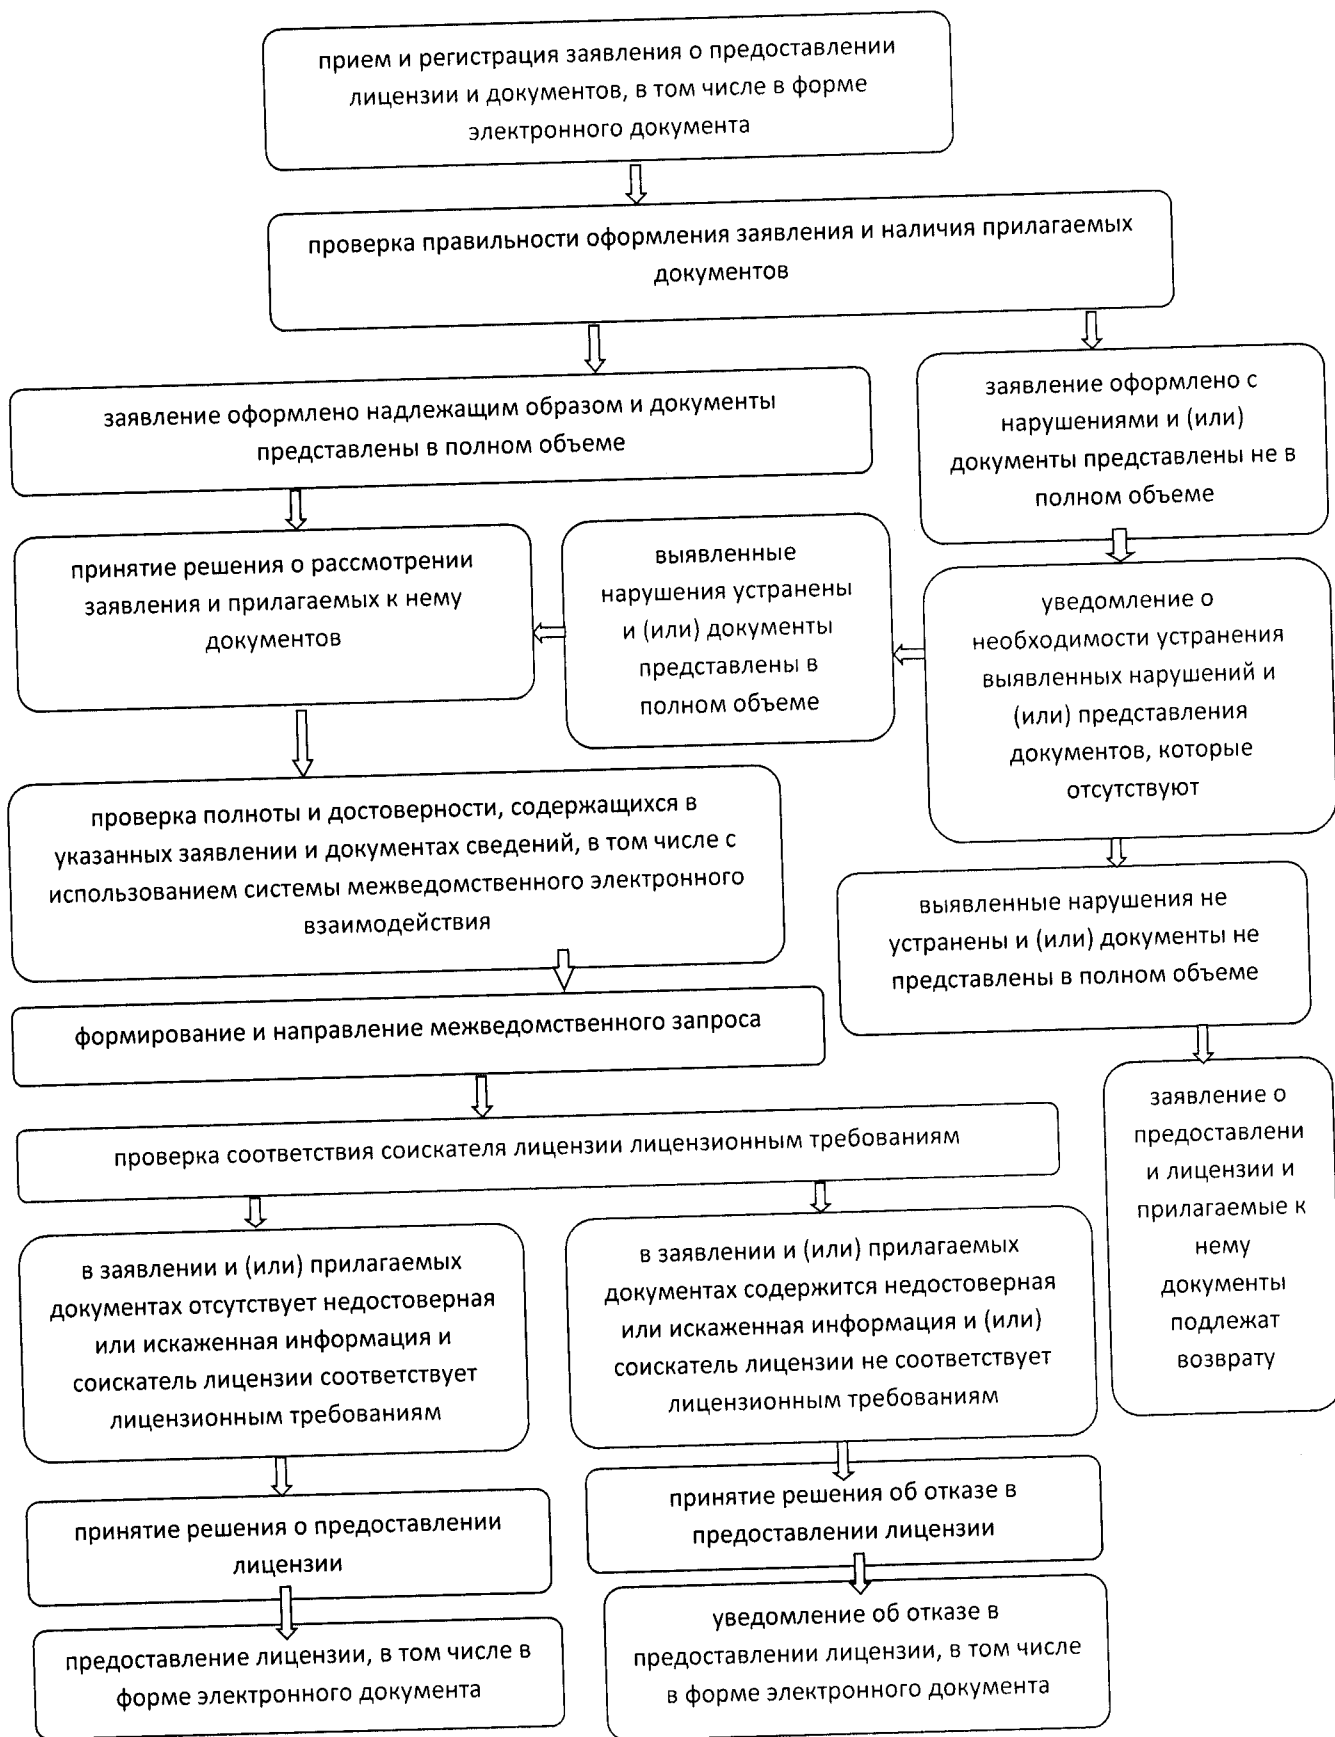 прием и регистрация заявления о предоставлении
лицензии и документов, в том числе в форме
электронного документа
проверка правильности оформления заявления и наличия прилагаемых
документов
заявление оформлено надлежащим образом и документы
представлены в полном объеме
заявление оформлено с
нарушениями и (или)
документы представлены не в
полном объеме
принятие решения о рассмотрении
заявления и прилагаемых к нему
документов
выявленные
нарушения устранены
и (или) документы
представлены в
полном объеме
уведомление о
необходимости устранения
выявленных нарушений и
(или) представления
документов, которые
отсутствуют
проверка полноты и достоверности, содержащихся в
указанных заявлении и документах сведений, в том числе с
использованием системы межведомственного электронного
взаимодействия
выявленные нарушения не
устранены и (или) документы не
представлены в полном объеме
формирование и направление межведомственного запроса
заявление о
предоставлени
и лицензии и
прилагаемые к
нему
документы
подлежат
возврату
проверка соответствия соискателя лицензии лицензионным требованиям
в заявлении и (или) прилагаемых
документах отсутствует недостоверная
или искаженная информация и
соискатель лицензии соответствует
лицензионным требованиям
в заявлении и (или) прилагаемых
документах содержится недостоверная
или искаженная информация и (или)
соискатель лицензии не соответствует
лицензионным требованиям
принятие решения о предоставлении
лицензии
принятие решения об отказе в
предоставлении лицензии
предоставление лицензии, в том числе в
форме электронного документа
уведомление об отказе в
предоставлении лицензии, в том числе
в форме электронного документа